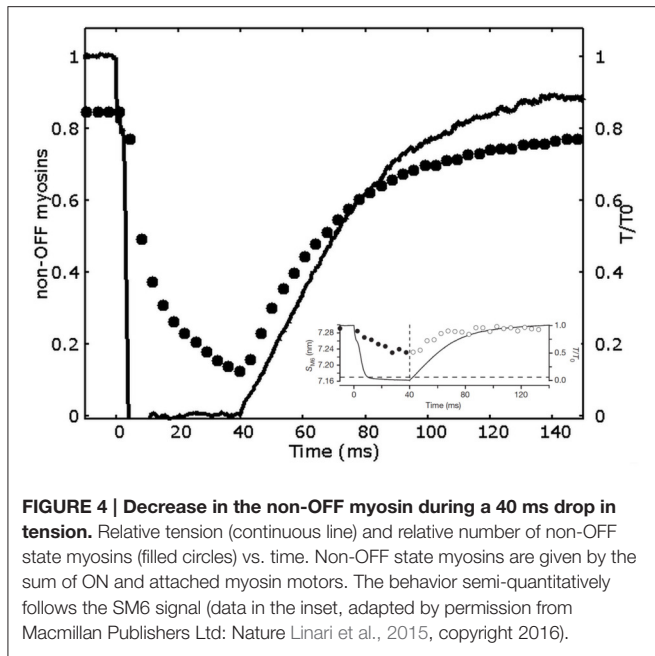 1
0.8
0.6
0.4
0.2
0
non-OFF myosins
1
0.8
0.6
0.4
0.2
0
T/T0
0 20 40 60 80 100 120 140
Time (ms)
7.28
7.24
7.20
7.16
S_M6 (nm)
1.0
0.5
0.0
T/T_0
0 40 80 120
Time (ms)
FIGURE 4 | Decrease in the non-OFF myosin during a 40 ms drop in
tension. Relative tension (continuous line) and relative number of non-OFF
state myosins (filled circles) vs. time. Non-OFF state myosins are given by the
sum of ON and attached myosin motors. The behavior semi-quantitatively
follows the SM6 signal (data in the inset, adapted by permission from
Macmillan Publishers Ltd: Nature Linari et al., 2015, copyright 2016).